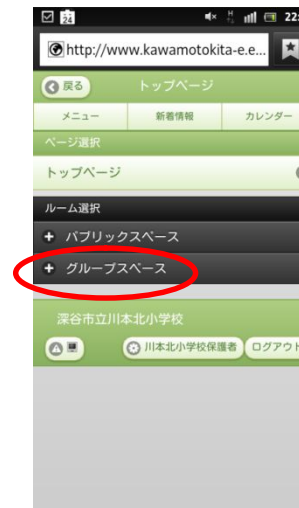 24
H
22:
http://www.kawamotokita-e.e...
戻る
トップページ
メニュー
新着情報
カレンダー
ページ選択
トップページ
ルーム選択
パブリックスペース
グループスペース
深谷市立川本北小学校
川本北小学校保護者
ログアウト